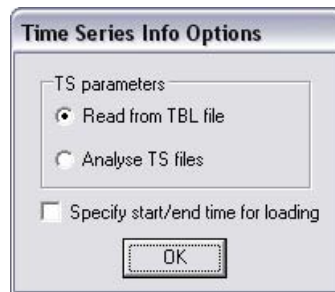 Time Series Info Options
TS parameters
Read from TBL file
Analyse TS files
Specify start/end time for loading
OK